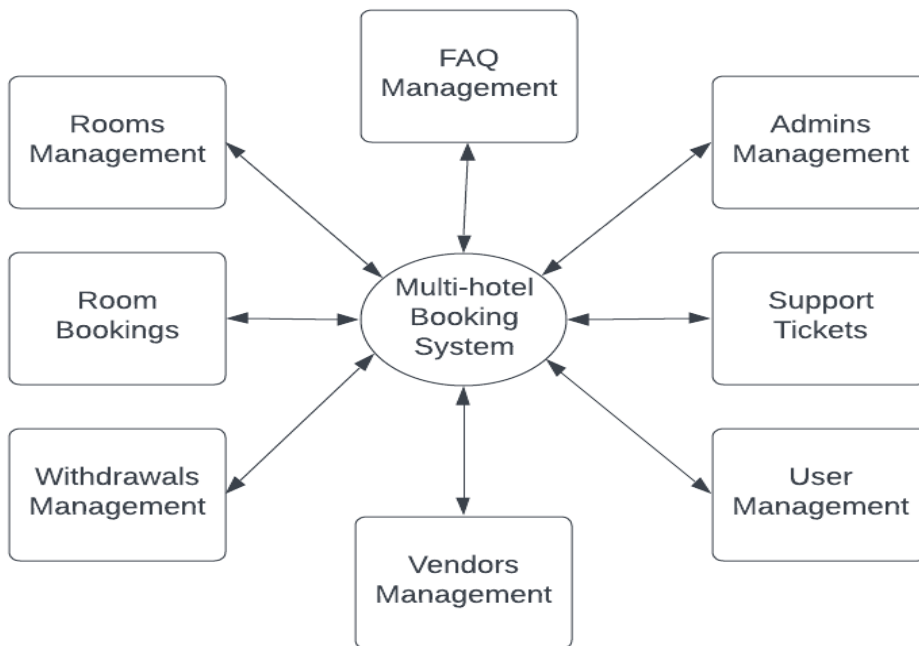 FAQ
Management
Rooms
Management
Admins
Management
Room
Bookings
Multi-hotel
Booking
System
Support
Tickets
Withdrawals
Management
Vendors
Management
User
Management